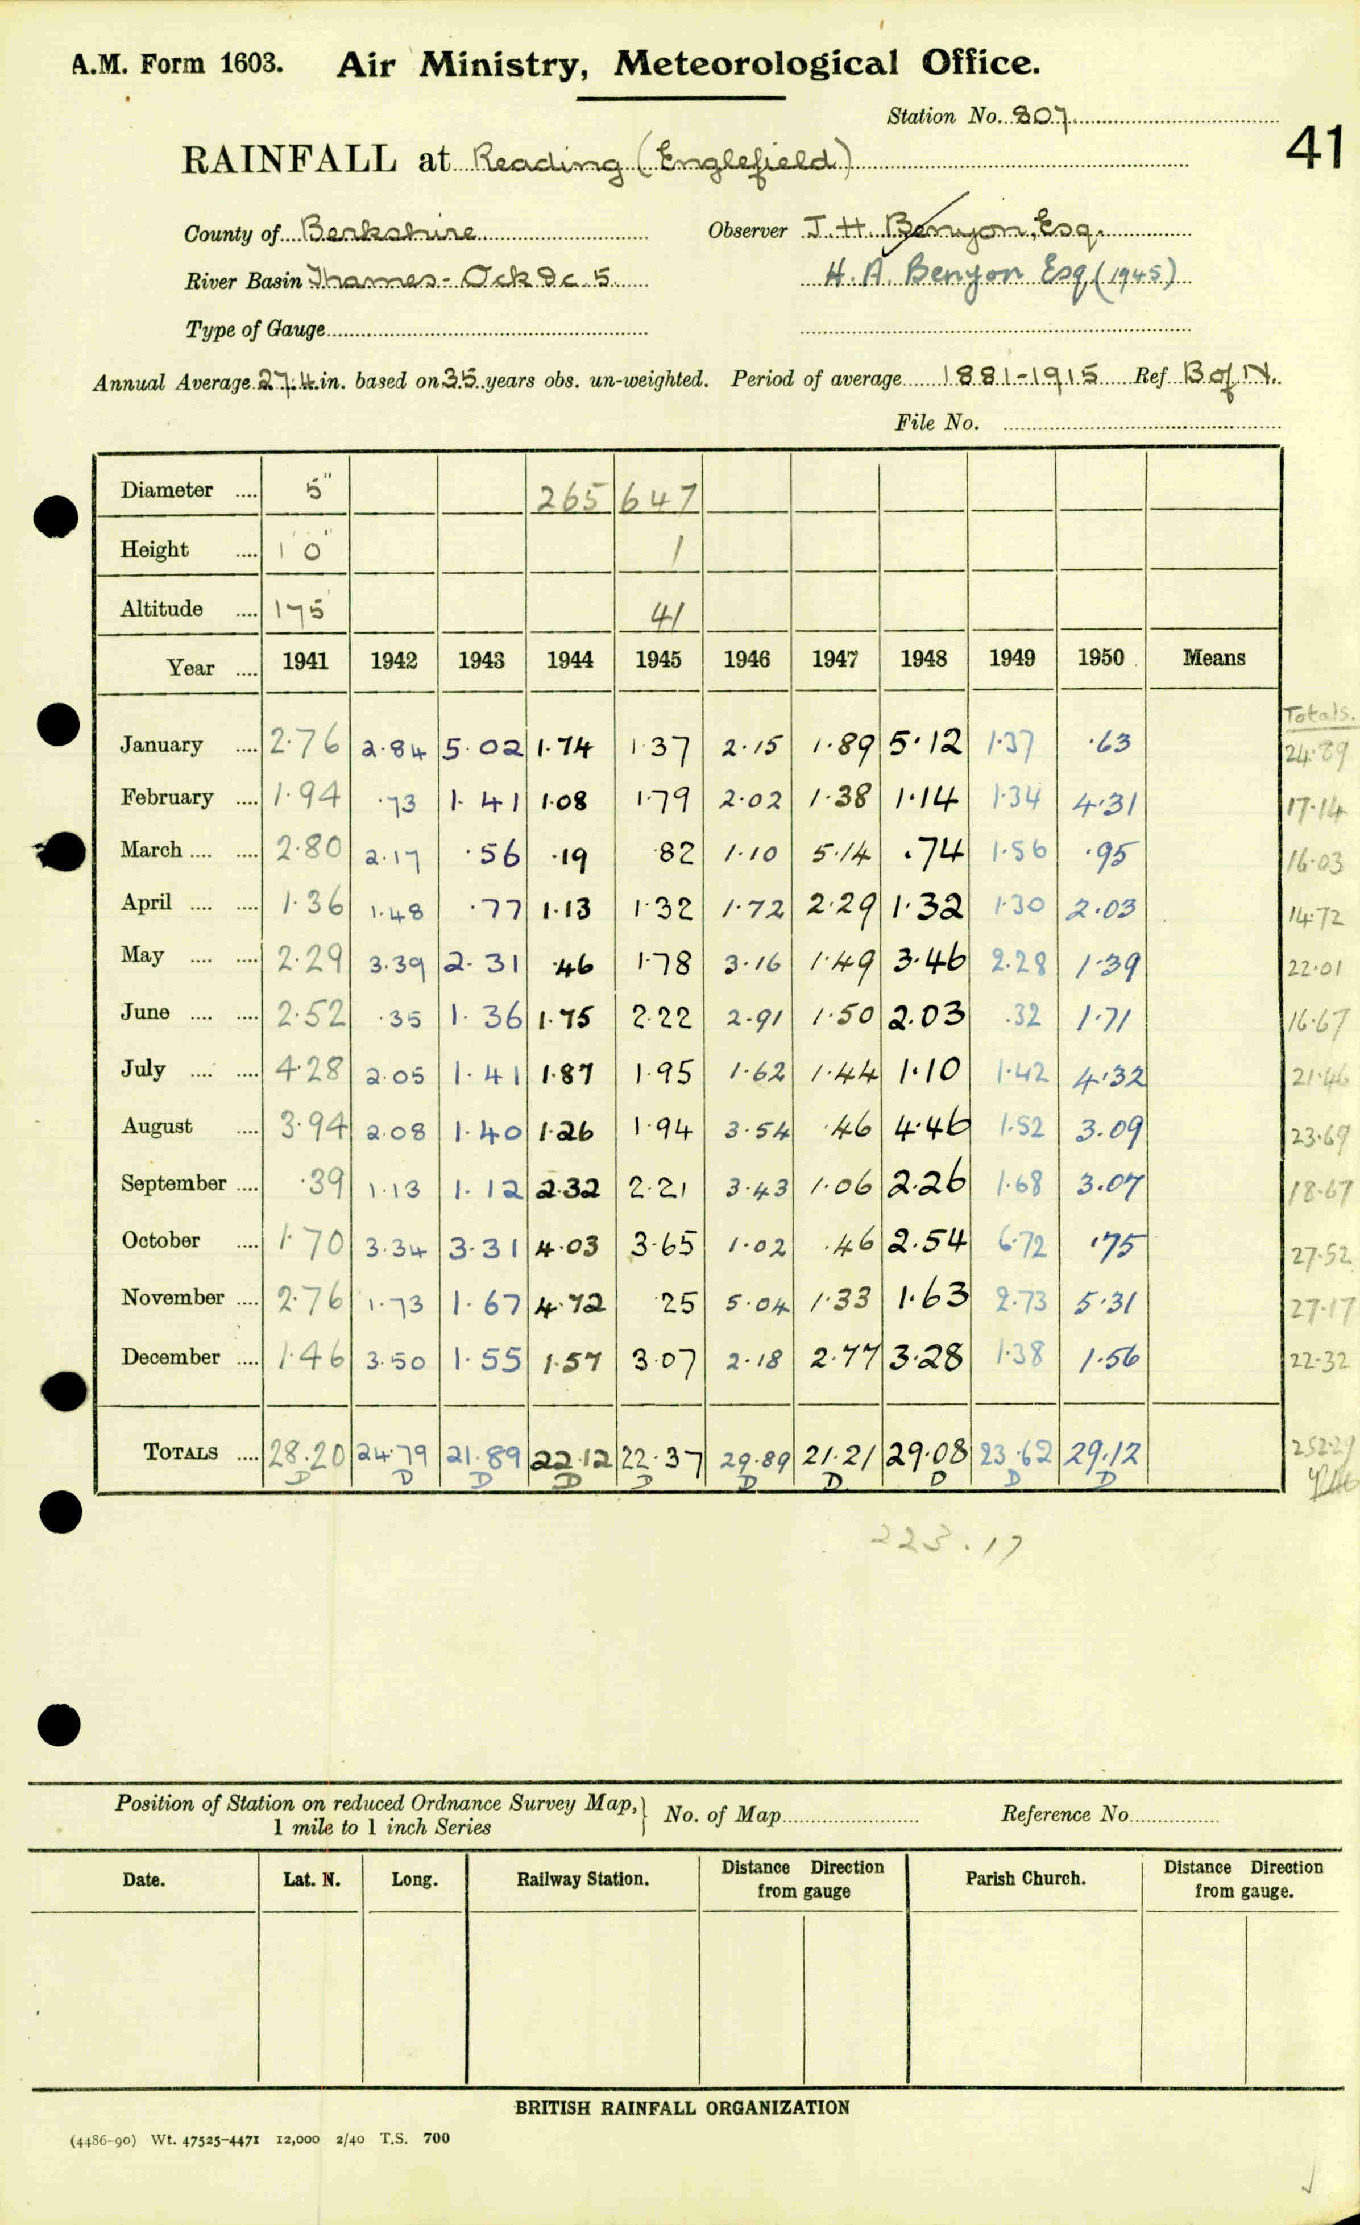 A.M. Form 1603. Air Ministry, Meteorological Office.
Station No. 807
41
RAINFALL at Reading (Englefield)
County of Berkshire Observer J. H. Benyon, Esq.
River Basin Thames - Ock &c. 5 H. A. Benyon Esq (1945)
Type of Gauge
Annual Average 27.4 in. based on 35 years obs. un-weighted. Period of average 1881-1915 Ref B of N.
File No.
Diameter .... 5" 265 647
Height .... 1' 0" 1
Altitude .... 175' 41
Year .... 1941 1942 1943 1944 1945 1946 1947 1948 1949 1950 Means
Totals.
January .... 2.76 2.84 5.02 1.74 1.37 2.15 1.89 5.12 1.37 .63 24.89
February .... 1.94 .73 1.41 1.08 1.79 2.02 1.38 1.14 1.34 4.31 17.14
March .... .... 2.80 2.17 .56 .19 .82 1.10 5.14 .74 1.56 .95 16.03
April .... .... 1.36 1.48 .77 1.13 1.32 1.72 2.29 1.32 1.30 2.03 14.72
May .... .... 2.29 3.39 2.31 .46 1.78 3.16 1.49 3.46 2.28 1.39 22.01
June .... .... 2.52 .35 1.36 1.75 2.22 2.91 1.50 2.03 .32 1.71 16.67
July .... .... 4.28 2.05 1.41 1.87 1.95 1.62 1.44 1.10 1.42 4.32 21.46
August .... 3.94 2.08 1.40 1.26 1.94 3.54 .46 4.46 1.52 3.09 23.69
September .... .39 1.13 1.12 2.32 2.21 3.43 1.06 2.26 1.68 3.07 18.67
October .... 1.70 3.34 3.31 4.03 3.65 1.02 .46 2.54 6.72 .75 27.52
November .... 2.76 1.73 1.67 4.72 .25 5.04 1.33 1.63 2.73 5.31 27.17
December .... 1.46 3.50 1.55 1.57 3.07 2.18 2.77 3.28 1.38 1.56 22.32
TOTALS .... 28.20 24.79 21.89 22.12 22.37 29.89 21.21 29.08 23.62 29.12 252.29
D D D D D D D D D D
223.17
Position of Station on reduced Ordnance Survey Map, } No. of Map Reference No
1 mile to 1 inch Series
Date. Lat. N. Long. Railway Station. Distance from gauge Direction Parish Church. Distance from gauge. Direction
BRITISH RAINFALL ORGANIZATION
(4486-90) Wt. 47525-4471 12,000 2/40 T.S. 700